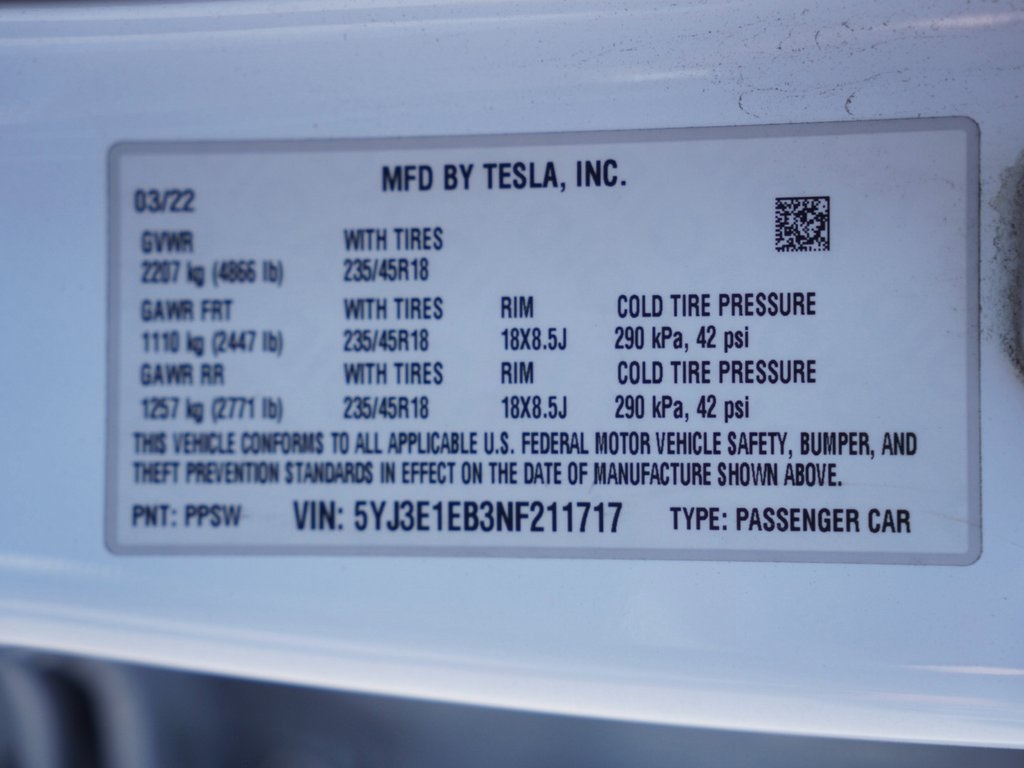 MFD BY TESLA, INC.
03/22
GVWR WITH TIRES
2207 kg (4866 lb) 235/45R18
GAWR FRT WITH TIRES RIM COLD TIRE PRESSURE
1110 kg (2447 lb) 235/45R18 18X8.5J 290 kPa, 42 psi
GAWR RR WITH TIRES RIM COLD TIRE PRESSURE
1257 kg (2771 lb) 235/45R18 18X8.5J 290 kPa, 42 psi
THIS VEHICLE CONFORMS TO ALL APPLICABLE U.S. FEDERAL MOTOR VEHICLE SAFETY, BUMPER, AND
THEFT PREVENTION STANDARDS IN EFFECT ON THE DATE OF MANUFACTURE SHOWN ABOVE.
PNT: PPSW VIN: 5YJ3E1EB3NF211717 TYPE: PASSENGER CAR